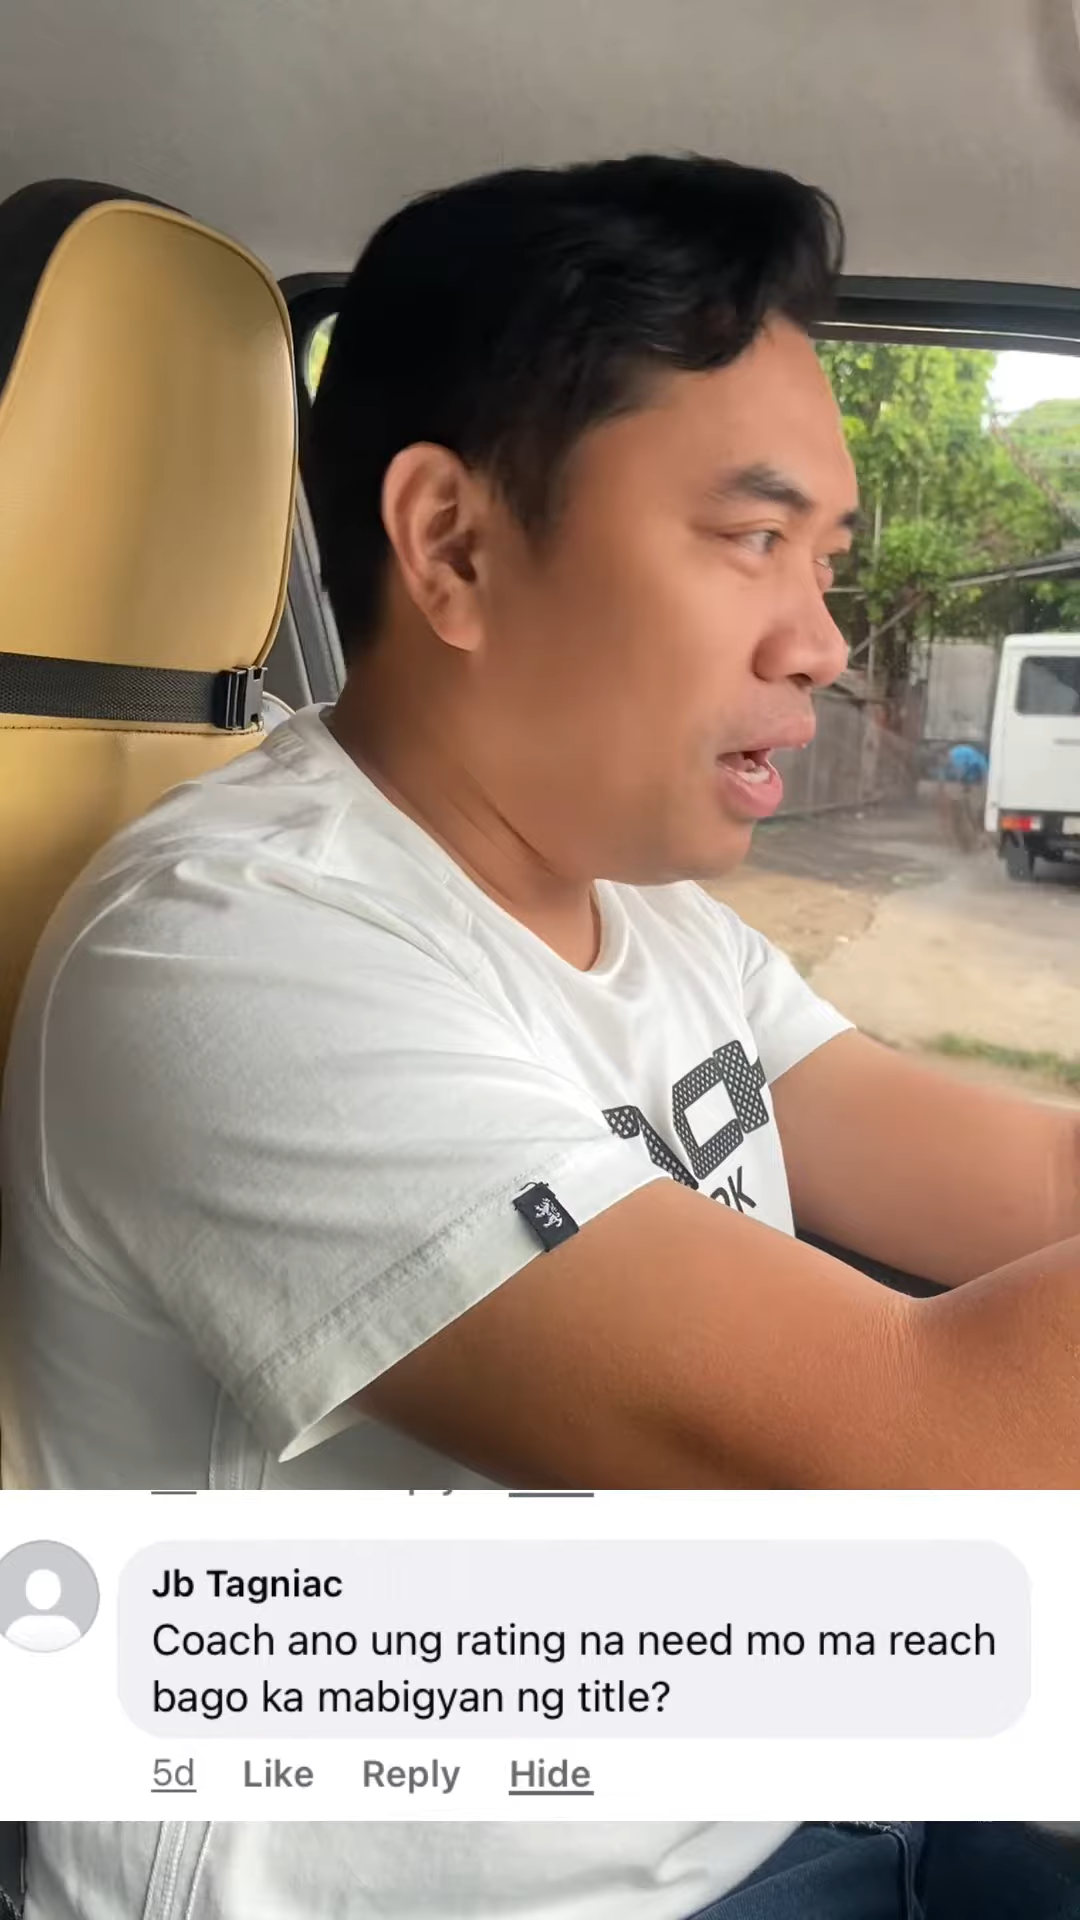 Jb Tagniac
Coach ano ung rating na need mo ma reach
bago ka mabigyan ng title?
5d Like Reply Hide